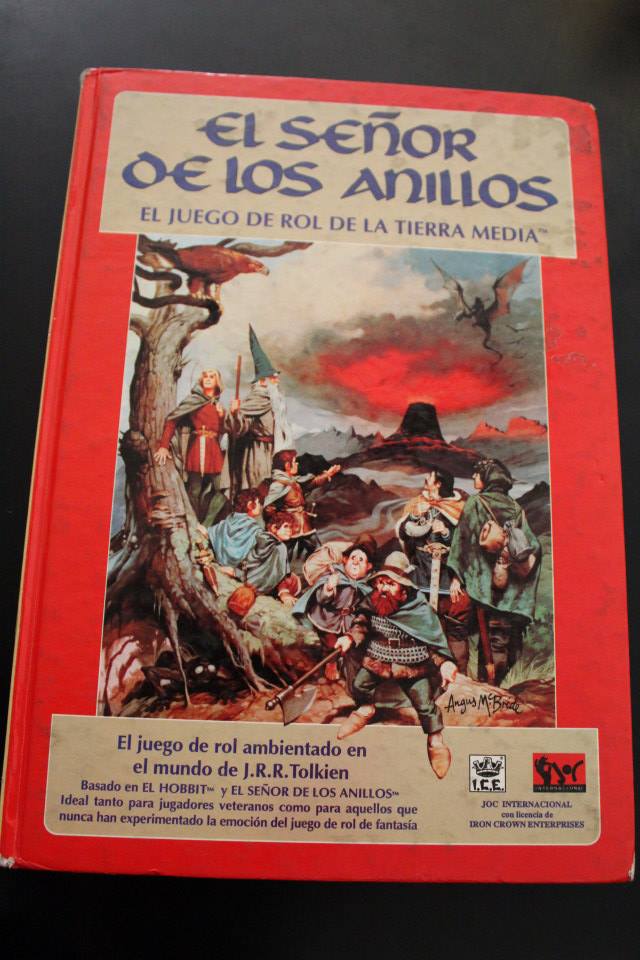 El Señor
de los Anillos
EL JUEGO DE ROL DE LA TIERRA MEDIA™
Angus McBride
El juego de rol ambientado en
el mundo de J.R.R.Tolkien
Basado en EL HOBBIT™ y EL SEÑOR DE LOS ANILLOS™
Ideal tanto para jugadores veteranos como para aquellos que
nunca han experimentado la emoción del juego de rol de fantasía
I.C.E.
JOC
INTERNACIONAL
JOC INTERNACIONAL
con licencia de
IRON CROWN ENTERPRISES